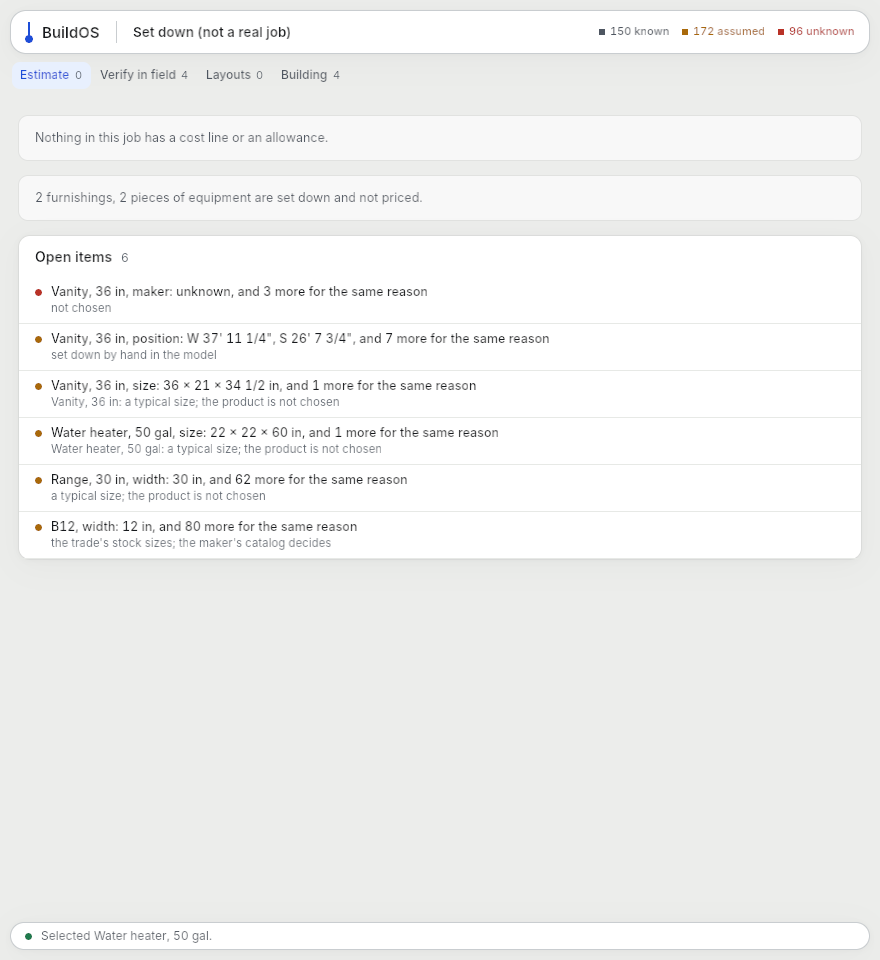 BuildOS
Set down (not a real job)
150 known
172 assumed
96 unknown
Estimate 0
Verify in field 4
Layouts 0
Building 4
Nothing in this job has a cost line or an allowance.
2 furnishings, 2 pieces of equipment are set down and not priced.
Open items 6
Vanity, 36 in, maker: unknown, and 3 more for the same reason
not chosen
Vanity, 36 in, position: W 37' 11 1/4", S 26' 7 3/4", and 7 more for the same reason
set down by hand in the model
Vanity, 36 in, size: 36 × 21 × 34 1/2 in, and 1 more for the same reason
Vanity, 36 in: a typical size; the product is not chosen
Water heater, 50 gal, size: 22 × 22 × 60 in, and 1 more for the same reason
Water heater, 50 gal: a typical size; the product is not chosen
Range, 30 in, width: 30 in, and 62 more for the same reason
a typical size; the product is not chosen
B12, width: 12 in, and 80 more for the same reason
the trade's stock sizes; the maker's catalog decides
Selected Water heater, 50 gal.